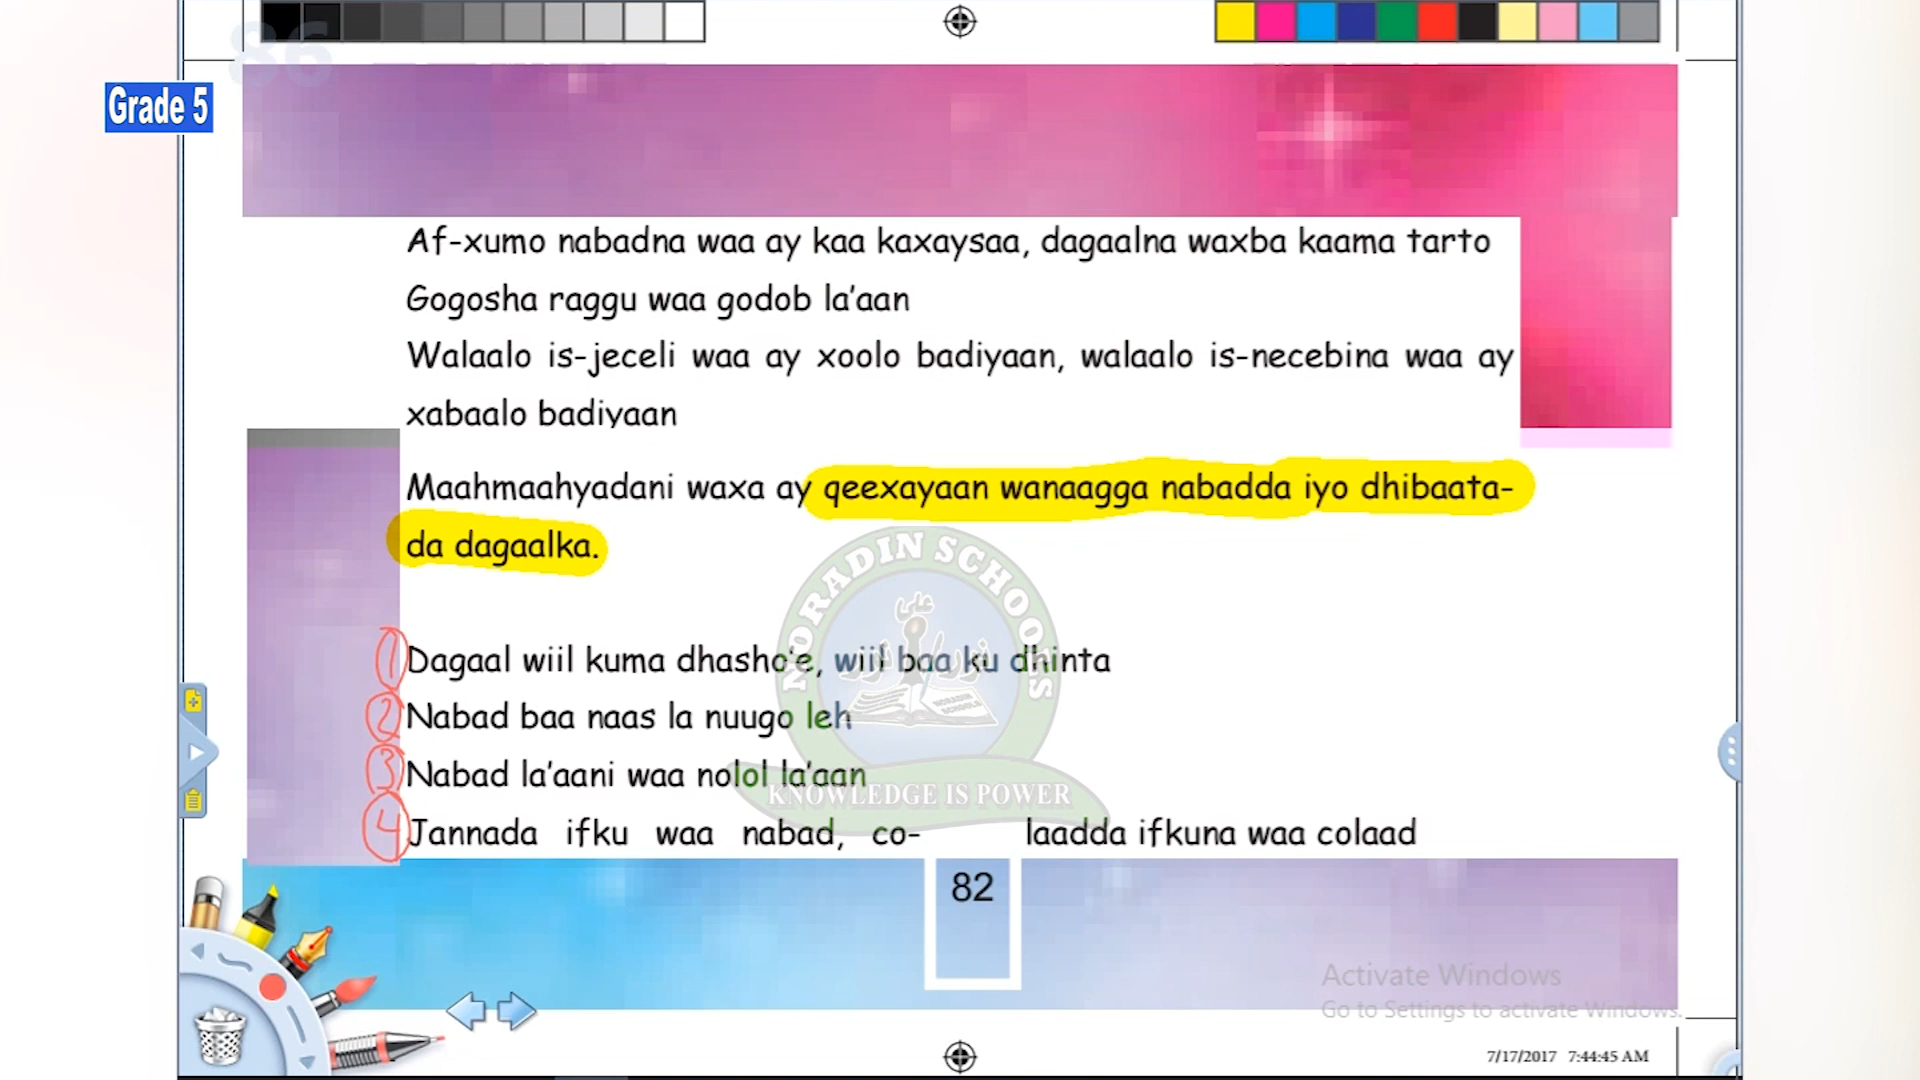 86
Grade 5
Af-xumo nabadna waa ay kaa kaxaysaa, dagaalna waxba kaama tarto
Gogosha raggu waa godob la'aan
Walaalo is-jeceli waa ay xoolo badiyaan, walaalo is-necebina waa ay
xabaalo badiyaan
Maahmaahyadani waxa ay qeexayaan wanaagga nabadda iyo dhibaata-
da dagaalka.
NORADIN SCHOOLS
1 Dagaal wiil kuma dhasho'e, wiil baa ku dhinta
2 Nabad baa naas la nuugo leh
NORADIN SCHOOLS
3 Nabad la'aani waa nolol la'aan
KNOWLEDGE IS POWER
4 Jannada ifku waa nabad, co- laadda ifkuna waa colaad
82
Activate Windows
Go to Settings to activate Windows.
7/17/2017 7:44:45 AM